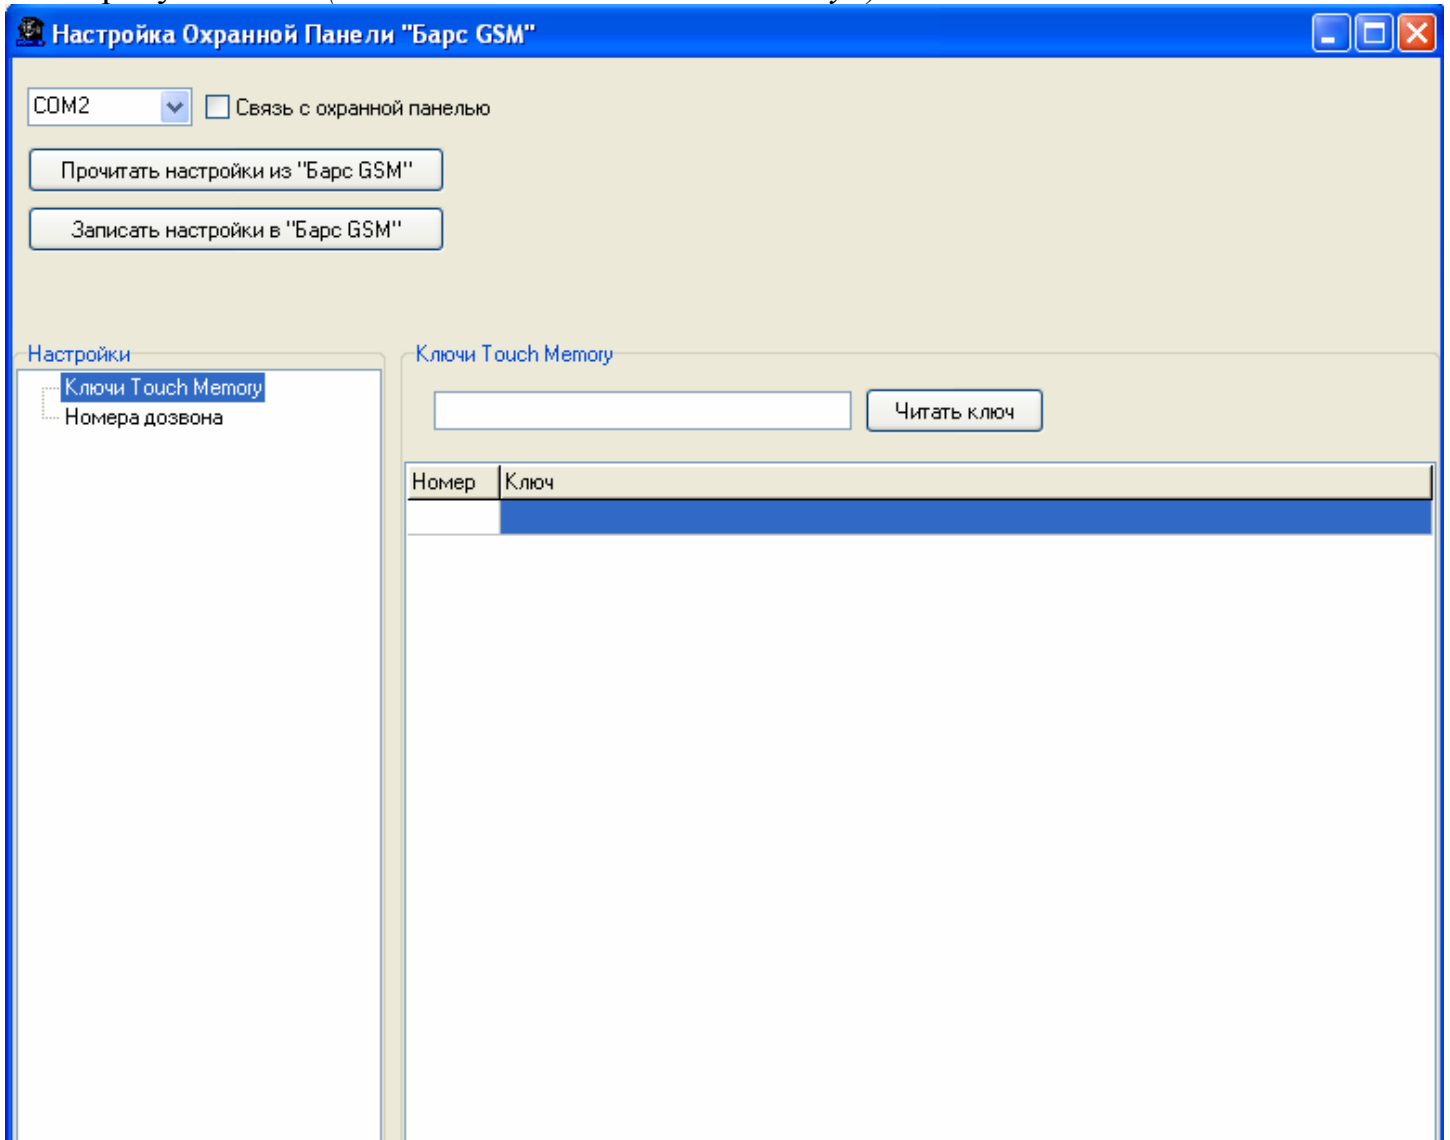 Настройка Охранной Панели "Барс GSM"
COM2 Связь с охранной панелью
Прочитать настройки из "Барс GSM"
Записать настройки в "Барс GSM"
Настройки
Ключи Touch Memory
Номера дозвона
Ключи Touch Memory
Читать ключ
Номер Ключ